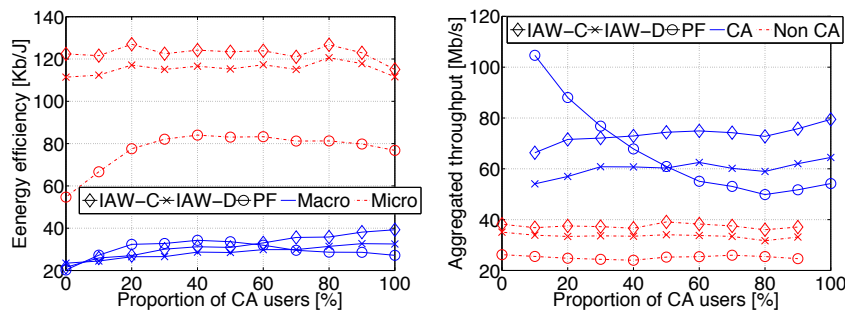 140
120
100
80
60
40
20
Eenergy efficiency [Kb/J]
IAW-C IAW-D PF Macro Micro
0 20 40 60 80 100
Proportion of CA users [%]
IAW-C IAW-D PF CA Non CA
120
100
80
60
40
20
Aggregated throughput [Mb/s]
0 20 40 60 80 100
Proportion of CA users [%]